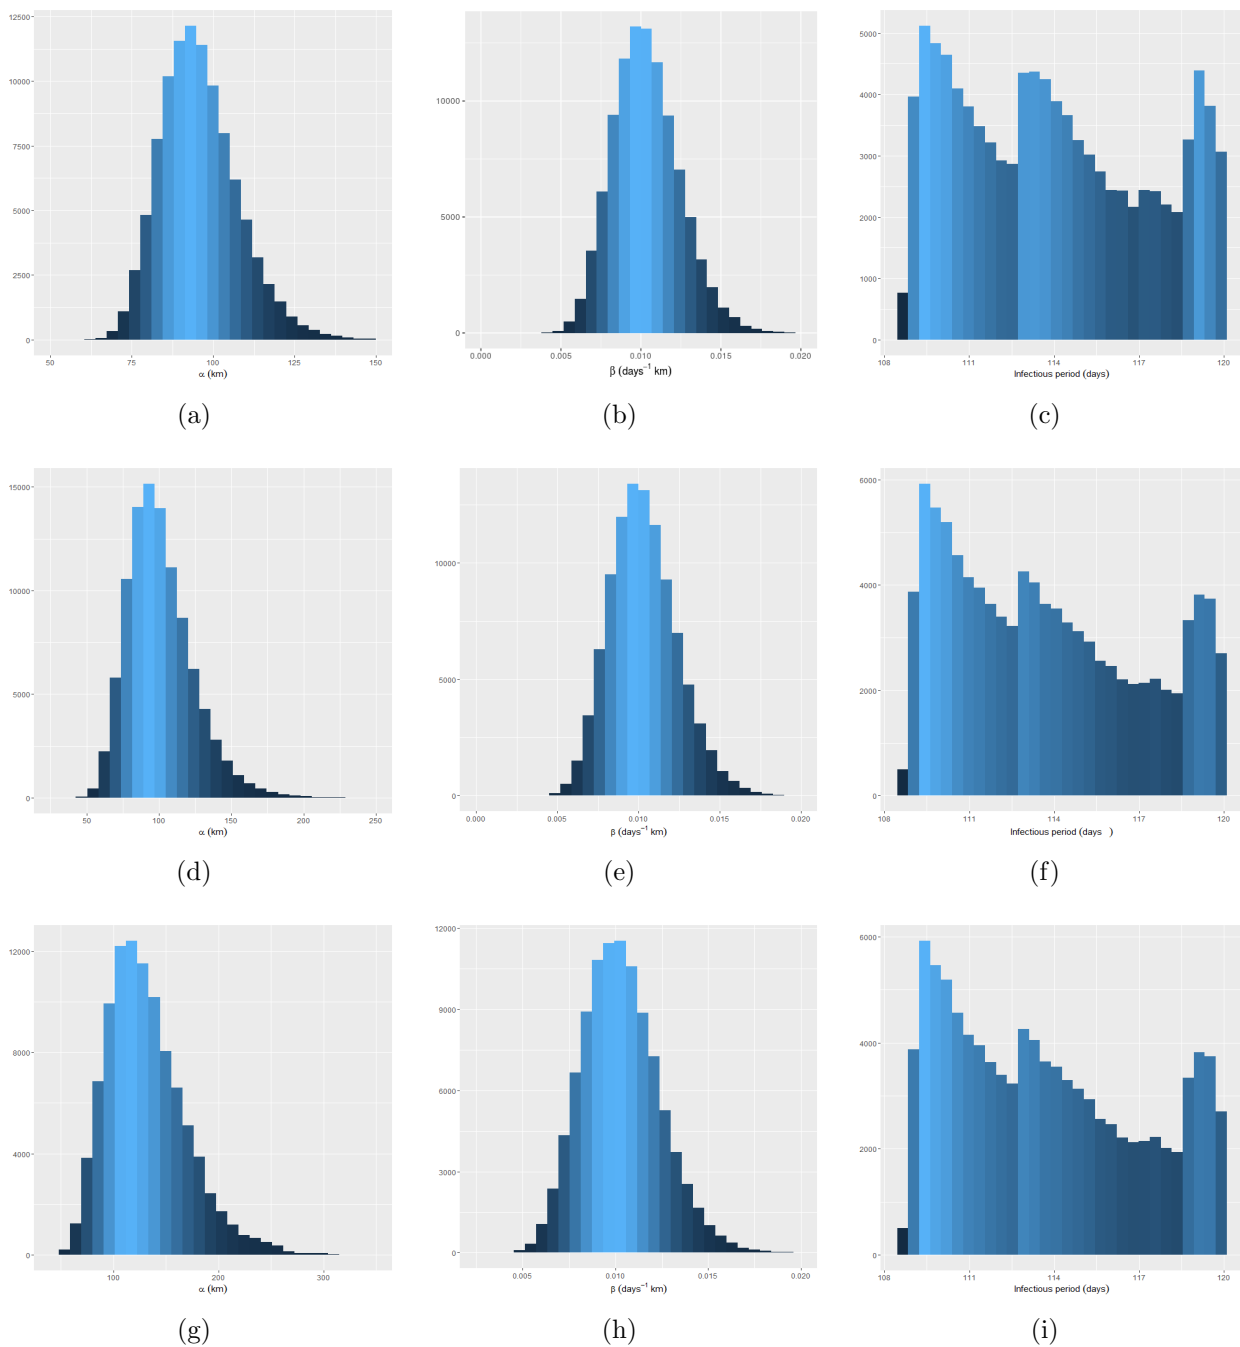 12500
10000
7500
5000
2500
0
50 75 100 125 150
α (km)
(a)
10000
5000
0
0.000 0.005 0.010 0.015 0.020
β (days⁻¹ km)
(b)
5000
4000
3000
2000
1000
0
108 111 114 117 120
Infectious period (days)
(c)
15000
10000
5000
0
50 100 150 200 250
α (km)
(d)
10000
5000
0
0.000 0.005 0.010 0.015 0.020
β (days⁻¹ km)
(e)
6000
4000
2000
0
108 111 114 117 120
Infectious period (days )
(f)
12000
8000
4000
0
100 200 300
α (km)
(g)
12000
9000
6000
3000
0
0.005 0.010 0.015 0.020
β (days⁻¹ km)
(h)
6000
4000
2000
0
108 111 114 117 120
Infectious period (days)
(i)